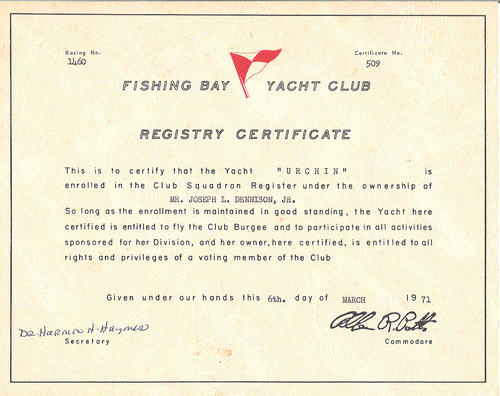 Racing No. Certificate No.
1460 509
FISHING BAY YACHT CLUB
REGISTRY CERTIFICATE
This is to certify that the Yacht "URCHIN" is
enrolled in the Club Squadron Register under the ownership of
MR. JOSEPH L. DENNISON, JR.
So long as the enrollment is maintained in good standing, the Yacht here
certified is entitled to fly the Club Burgee and to participate in all activities
sponsored for her Division, and her owner, here certified, is entitled to all
rights and privileges of a voting member of the Club
Given under our hands this 6th. day of MARCH 1971
Dr. H. Haynes
Secretary Commodore